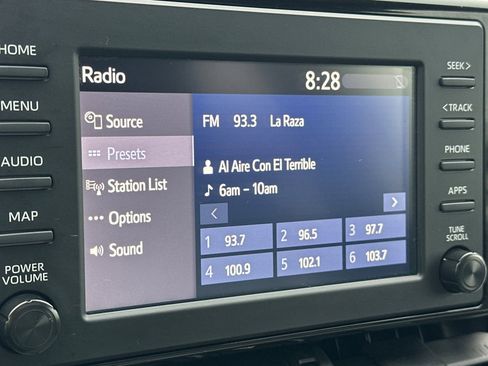 HOME
MENU
AUDIO
MAP
POWER
VOLUME
Radio
8:28
Source
Presets
Station List
Options
Sound
FM 93.3 La Raza
Al Aire Con El Terrible
6am – 10am
1 93.7
2 96.5
3 97.7
4 100.9
5 102.1
6 103.7
SEEK >
< TRACK
PHONE
APPS
TUNE
SCROLL